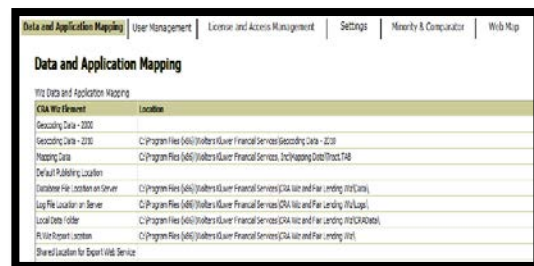 Data and Application Mapping | User Management | License and Access Management | Settings | Minority & Comparator | Web Map
Data and Application Mapping
Wiz Data and Application Mapping
CRA Wiz Element Location
Geocoding Data - 2000
Geocoding Data - 2010 C:\Program Files (x86)\Wolters Kluwer Financial Services\Geocoding Data - 2010
Mapping Data C:\Program Files (x86)\Wolters Kluwer Financial Services, Inc\Mapping Data\Tract.TAB
Default Publishing Location
Database File Location on Server C:\Program Files (x86)\Wolters Kluwer Financial Services\CRA Wiz and Fair Lending Wiz\Data\
Log File Location on Server C:\Program Files (x86)\Wolters Kluwer Financial Services\CRA Wiz and Fair Lending Wiz\Logs\
Local Data Folder C:\Program Files (x86)\Wolters Kluwer Financial Services\CRA Wiz and Fair Lending Wiz\CRAData\
FLWiz Report Location C:\Program Files (x86)\Wolters Kluwer Financial Services\CRA Wiz and Fair Lending Wiz\
Shared Location for Export Web Service